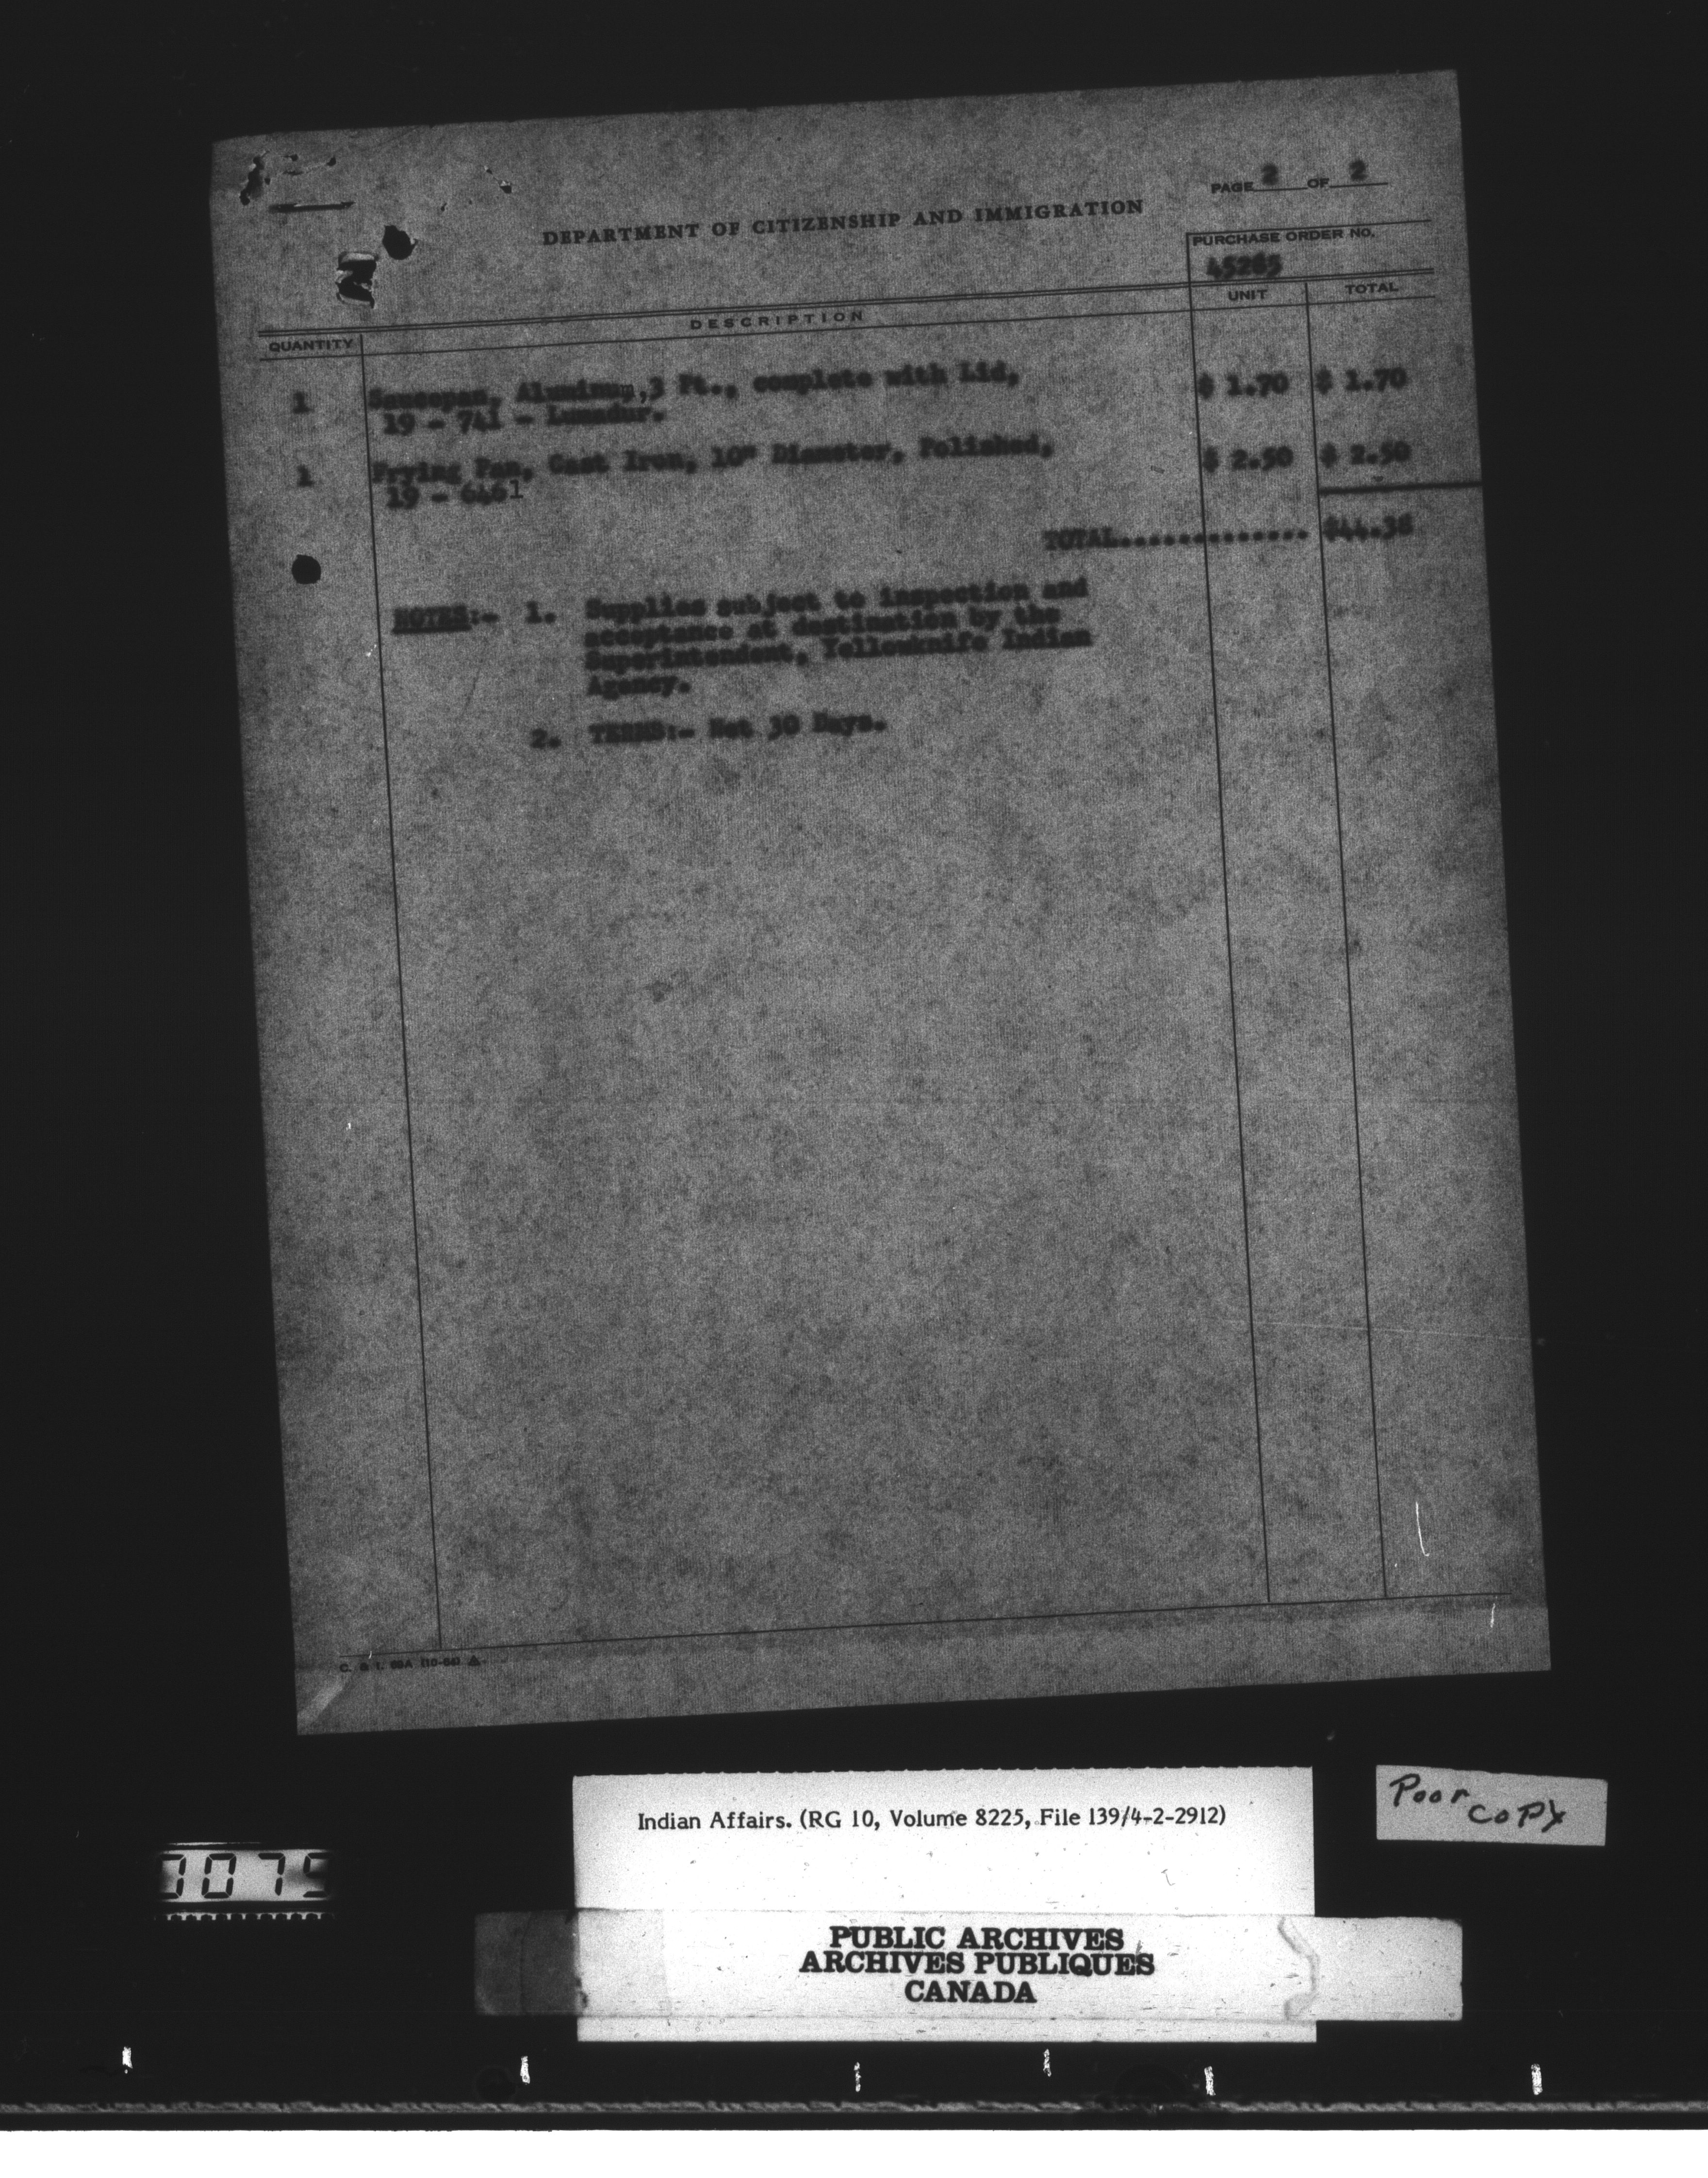 PAGE 2 OF 2
DEPARTMENT OF CITIZENSHIP AND IMMIGRATION
PURCHASE ORDER NO.
45265
QUANTITY DESCRIPTION UNIT TOTAL
1 Saucepan, Aluminum,3 Pt., complete with Lid, $ 1.70 $ 1.70
19 - 741 - Lumadur.
1 Frying Pan, Cast Iron, 10" Diameter, Polished, $ 2.50 $ 2.50
19 - 6461
TOTAL.............. $44.38
NOTES:- 1. Supplies subject to inspection and
acceptance at destination by the
Superintendent, Yellowknife Indian
Agency.
2. TERMS:- Net 30 Days.
C. & I.
Poor
copy
Indian Affairs. (RG 10, Volume 8225, File 139/4-2-2912)
PUBLIC ARCHIVES
ARCHIVES PUBLIQUES
CANADA